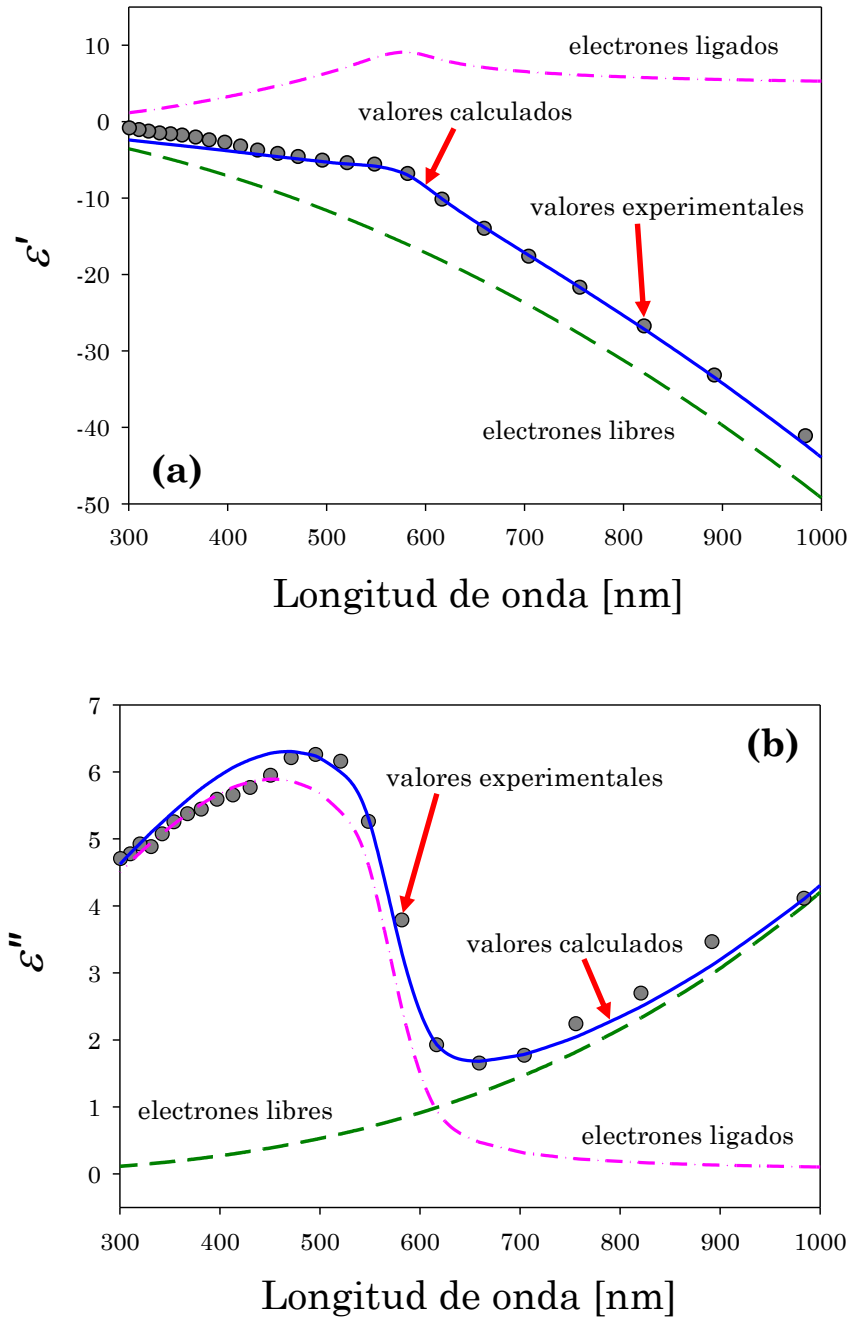 10
electrones ligados
valores calculados
0
-10
valores experimentales
ε'
-20
-30
electrones libres
-40
(a)
-50
300 400 500 600 700 800 900 1000
Longitud de onda [nm]
7
(b)
6
valores experimentales
5
4
ε"
valores calculados
3
2
electrones libres
1
electrones ligados
0
300 400 500 600 700 800 900 1000
Longitud de onda [nm]